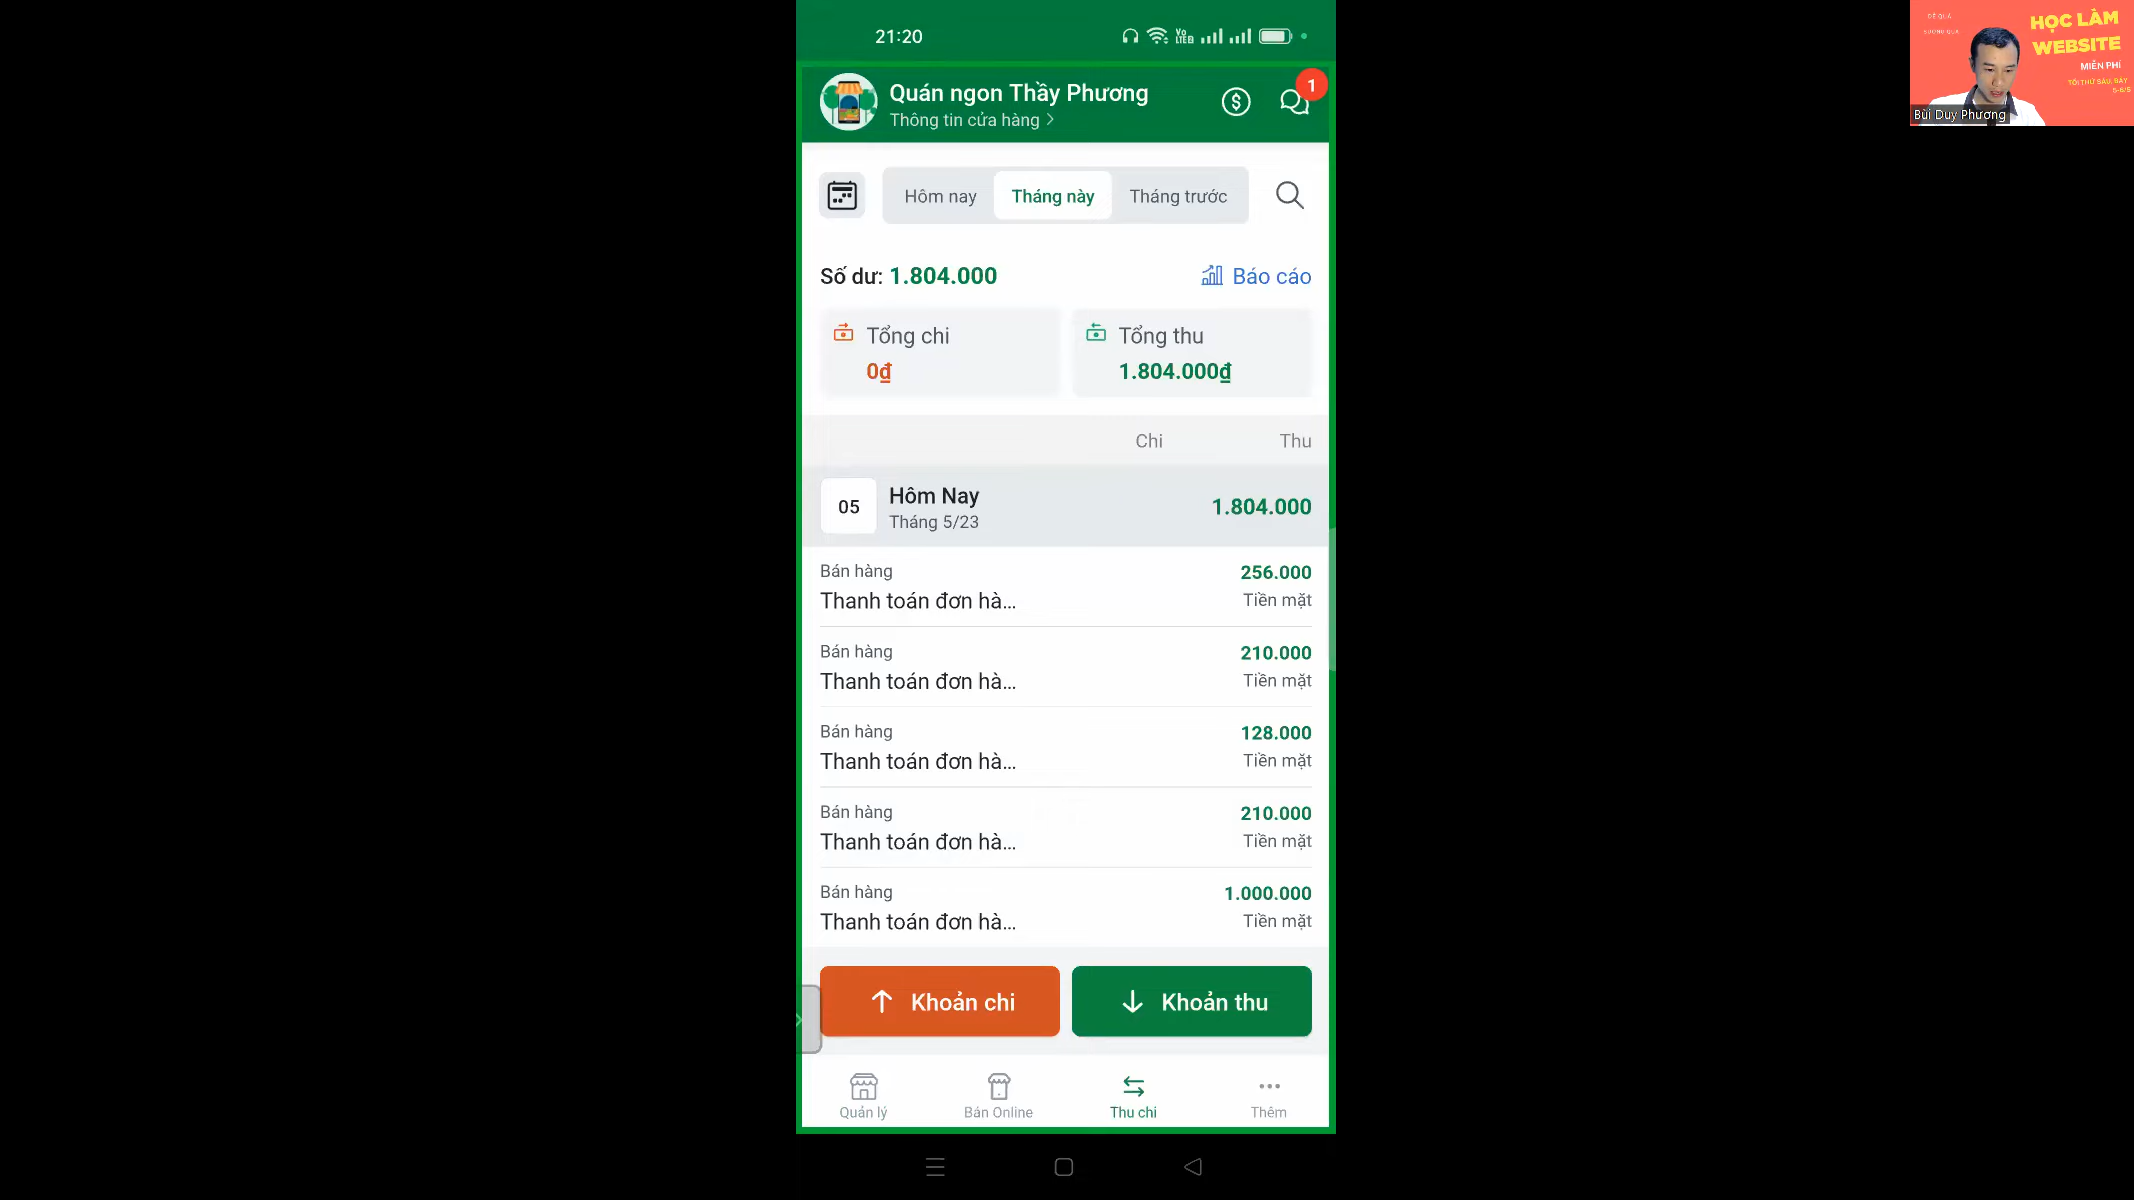 21:20
Vo
LTE B
Quán ngon Thầy Phương
Thông tin cửa hàng
1
Hôm nay
Tháng này
Tháng trước
Số dư: 1.804.000
Báo cáo
Tổng chi
0₫
Tổng thu
1.804.000₫
Chi
Thu
05
Hôm Nay
Tháng 5/23
1.804.000
Bán hàng
256.000
Thanh toán đơn hà...
Tiền mặt
Bán hàng
210.000
Thanh toán đơn hà...
Tiền mặt
Bán hàng
128.000
Thanh toán đơn hà...
Tiền mặt
Bán hàng
210.000
Thanh toán đơn hà...
Tiền mặt
Bán hàng
1.000.000
Thanh toán đơn hà...
Tiền mặt
Khoản chi
Khoản thu
Quản lý
Bán Online
Thu chi
Thêm
HỌC LÀM
WEBSITE
MIỄN PHÍ
Bùi Duy Phương